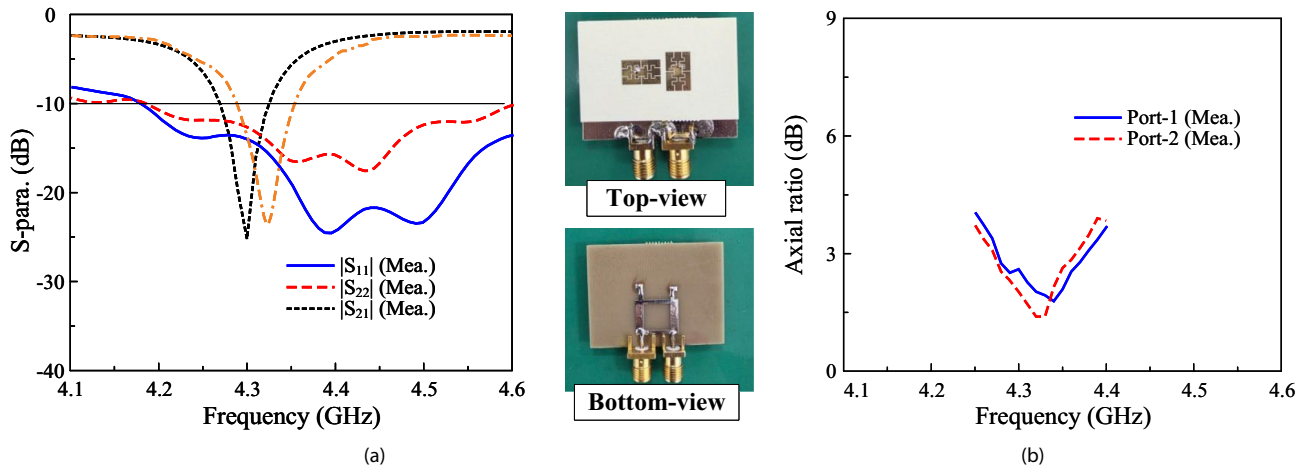 0
-10
-20
-30
-40
S-para. (dB)
|S₁₁| (Mea.)
|S₂₂| (Mea.)
|S₂₁| (Mea.)
4.1 4.2 4.3 4.4 4.5 4.6
Frequency (GHz)
(a)
Top-view
Bottom-view
9
6
3
0
Axial ratio (dB)
Port-1 (Mea.)
Port-2 (Mea.)
4.1 4.2 4.3 4.4 4.5 4.6
Frequency (GHz)
(b)